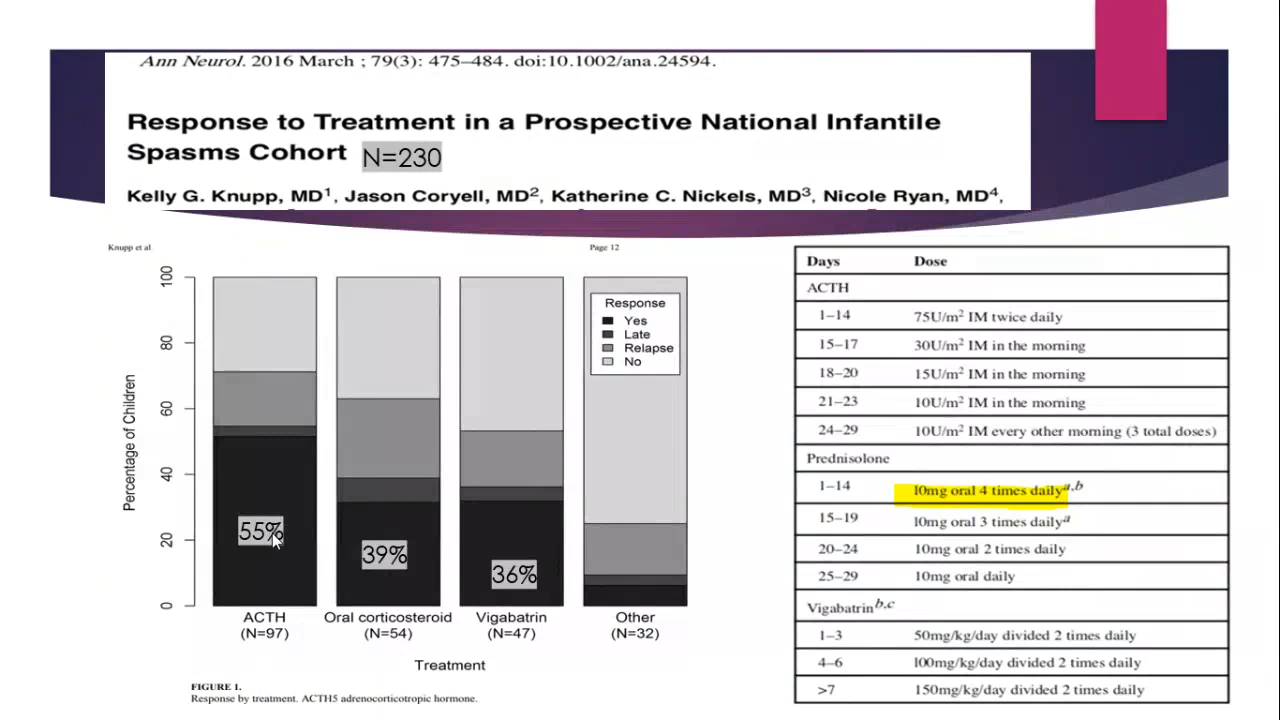 Ann Neurol. 2016 March ; 79(3): 475–484. doi:10.1002/ana.24594.
Response to Treatment in a Prospective National Infantile
Spasms Cohort N=230
Kelly G. Knupp, MD1, Jason Coryell, MD2, Katherine C. Nickels, MD3, Nicole Ryan, MD4,
Knupp et al. Page 12
Percentage of Children
100
80
60
40
20
0
Response
Yes
Late
Relapse
No
55%
39%
36%
ACTH Oral corticosteroid Vigabatrin Other
(N=97) (N=54) (N=47) (N=32)
Treatment
FIGURE 1.
Response by treatment. ACTH5 adrenocorticotropic hormone.
Days Dose
ACTH
1–14 75U/m2 IM twice daily
15–17 30U/m2 IM in the morning
18–20 15U/m2 IM in the morning
21–23 10U/m2 IM in the morning
24–29 10U/m2 IM every other morning (3 total doses)
Prednisolone
1–14 10mg oral 4 times dailya,b
15–19 10mg oral 3 times dailya
20–24 10mg oral 2 times daily
25–29 10mg oral daily
Vigabatrinb,c
1–3 50mg/kg/day divided 2 times daily
4–6 100mg/kg/day divided 2 times daily
>7 150mg/kg/day divided 2 times daily